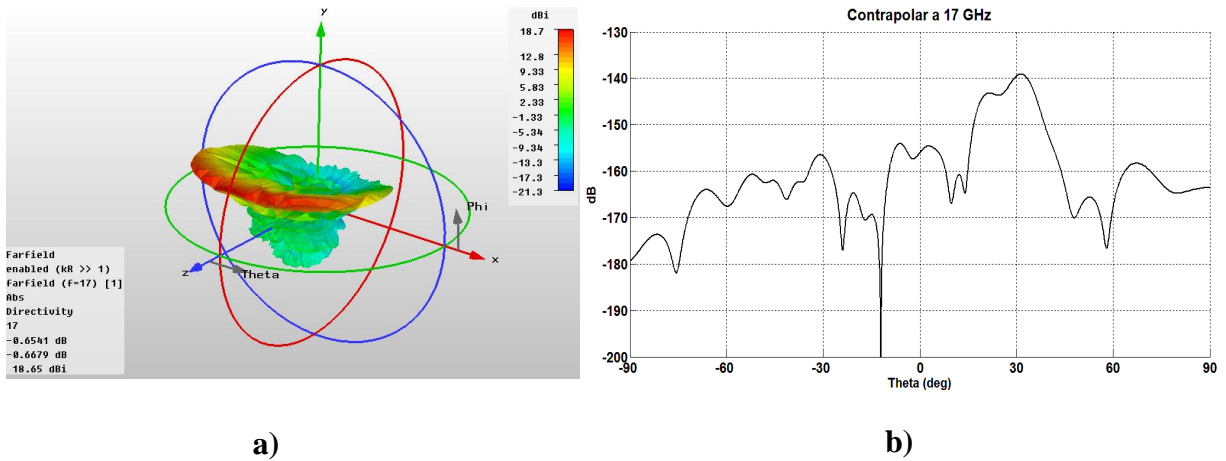 y
dBi
18.7
12.8
9.33
5.83
2.33
-1.33
-5.34
-9.34
-13.3
-17.3
-21.3
Phi
x
z
Theta
Farfield
enabled (kR >> 1)
farfield (f=17) [1]
Abs
Directivity
17
-0.6541 dB
-0.6679 dB
18.65 dBi
a)
Contrapolar a 17 GHz
-130
-140
-150
-160
-170
-180
-190
-200
dB
-90
-60
-30
0
30
60
90
Theta (deg)
b)